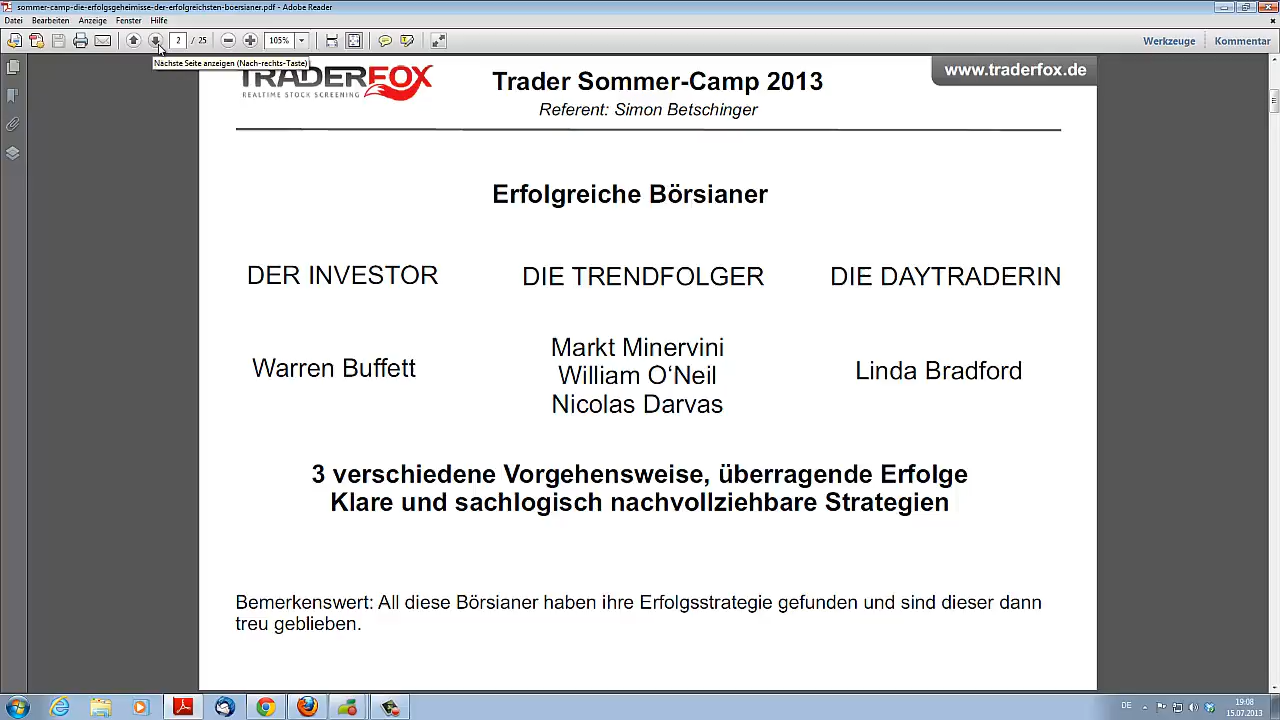 sommer-camp-die-erfolgsgeheimisse-der-erfolgreichsten-boersianer.pdf - Adobe Reader
Datei Bearbeiten Anzeige Fenster Hilfe
2 / 25 105% Werkzeuge Kommentar
Nächste Seite anzeigen (Nach-rechts-Taste)
TRADERFOX
REALTIME STOCK SCREENING
Trader Sommer-Camp 2013
www.traderfox.de
Referent: Simon Betschinger
Erfolgreiche Börsianer
DER INVESTOR DIE TRENDFOLGER DIE DAYTRADERIN
Markt Minervini
Warren Buffett William O‘Neil Linda Bradford
Nicolas Darvas
3 verschiedene Vorgehensweise, überragende Erfolge
Klare und sachlogisch nachvollziehbare Strategien
Bemerkenswert: All diese Börsianer haben ihre Erfolgsstrategie gefunden und sind dieser dann
treu geblieben.
DE
19:08
15.07.2013